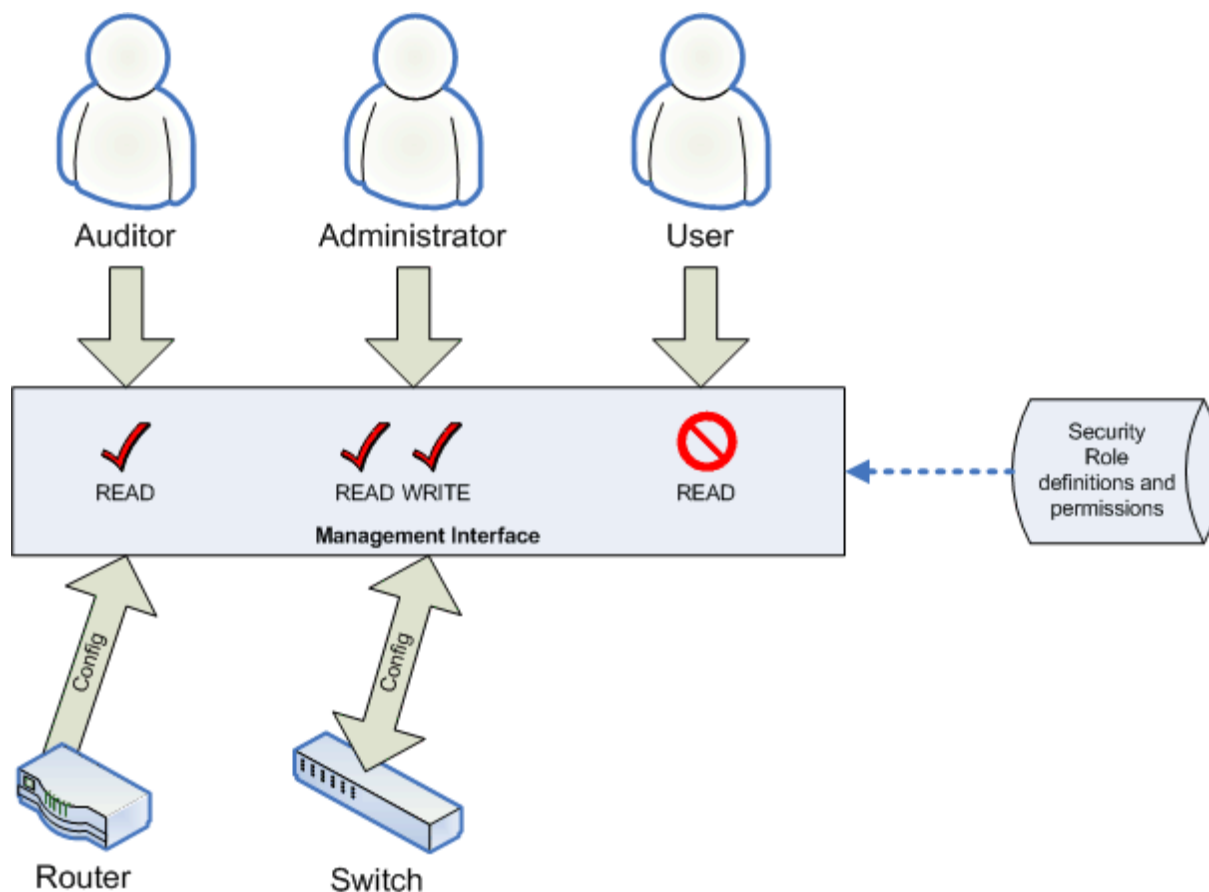 Auditor
Administrator
User
READ
READ WRITE
READ
Management Interface
Security
Role
definitions and
permissions
Config
Config
Router
Switch